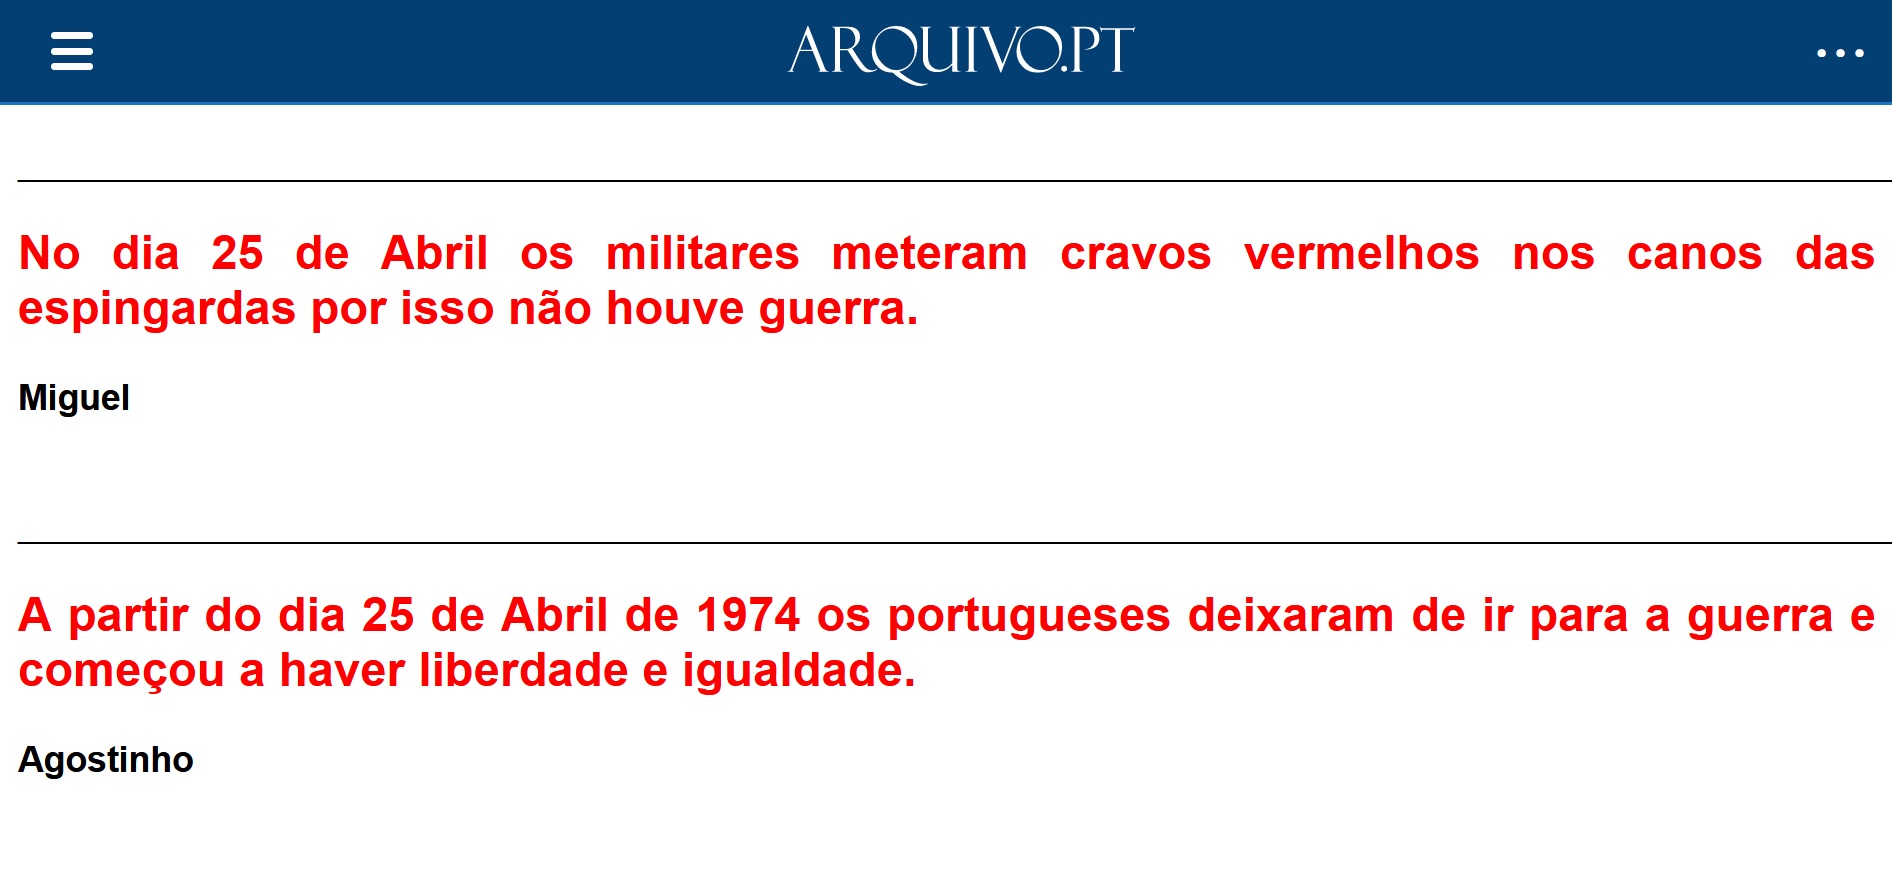 ARQUIVO.PT
No dia 25 de Abril os militares meteram cravos vermelhos nos canos das
espingardas por isso não houve guerra.
Miguel
A partir do dia 25 de Abril de 1974 os portugueses deixaram de ir para a guerra e
começou a haver liberdade e igualdade.
Agostinho